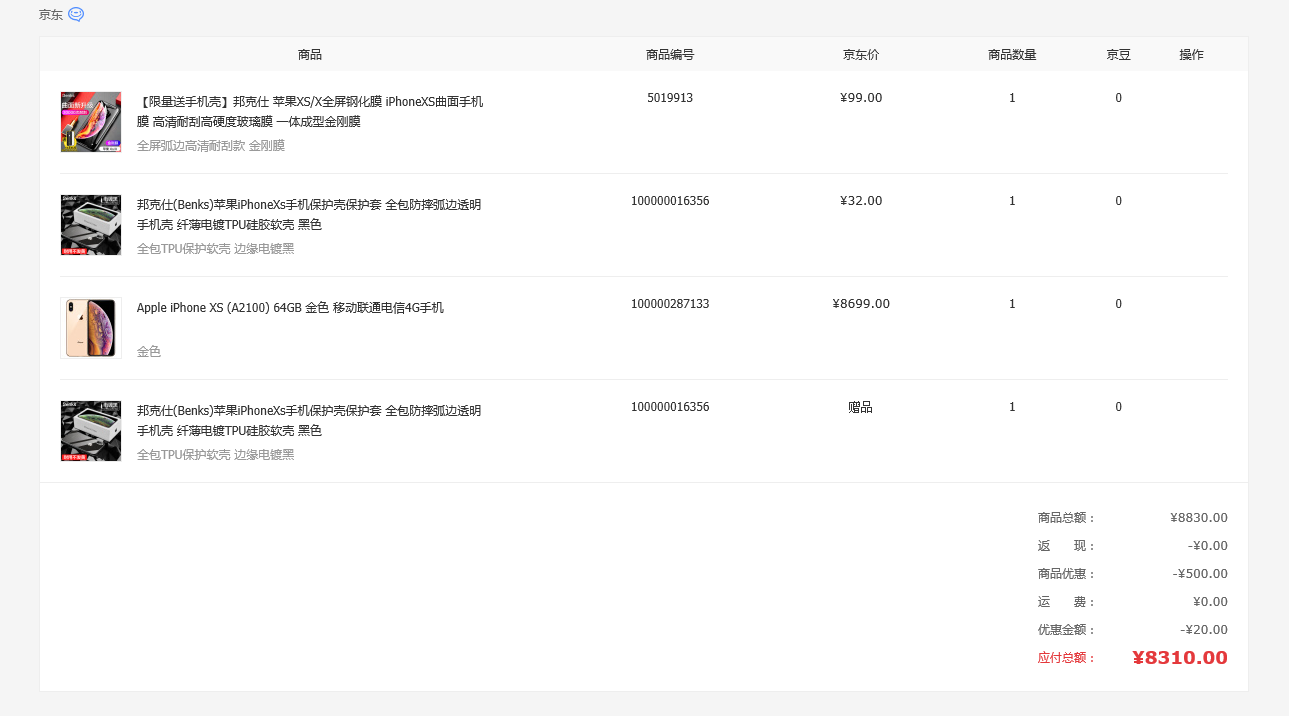 京东
商品 商品编号 京东价 商品数量 京豆 操作
【限量送手机壳】邦克仕 苹果XS/X全屏钢化膜 iPhoneXS曲面手机 5019913 ¥99.00 1 0
膜 高清耐刮高硬度玻璃膜 一体成型金刚膜
全屏弧边高清耐刮款 金刚膜
邦克仕(Benks)苹果iPhoneXs手机保护壳保护套 全包防摔弧边透明 100000016356 ¥32.00 1 0
手机壳 纤薄电镀TPU硅胶软壳 黑色
全包TPU保护软壳 边缘电镀黑
Apple iPhone XS (A2100) 64GB 金色 移动联通电信4G手机 100000287133 ¥8699.00 1 0
金色
邦克仕(Benks)苹果iPhoneXs手机保护壳保护套 全包防摔弧边透明 100000016356 赠品 1 0
手机壳 纤薄电镀TPU硅胶软壳 黑色
全包TPU保护软壳 边缘电镀黑
商品总额： ¥8830.00
返　　现： -¥0.00
商品优惠： -¥500.00
运　　费： ¥0.00
优惠金额： -¥20.00
应付总额： ¥8310.00